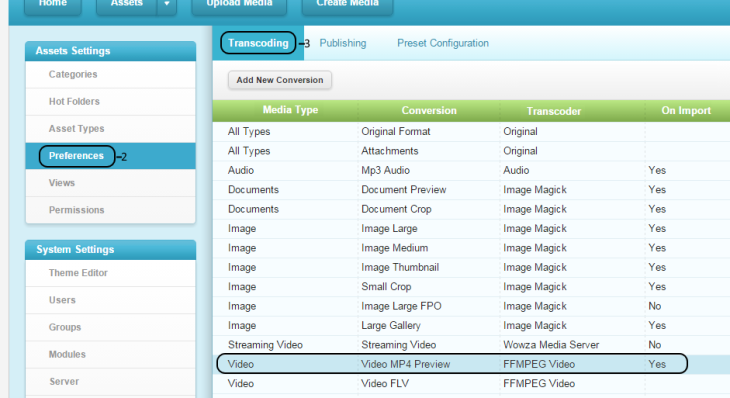 Home Assets Upload Media Create Media
Assets Settings
Categories
Hot Folders
Asset Types
Preferences 2
Views
Permissions
System Settings
Theme Editor
Users
Groups
Modules
Server
Transcoding 3 Publishing Preset Configuration
Add New Conversion
Media Type Conversion Transcoder On Import
All Types Original Format Original
All Types Attachments Original
Audio Mp3 Audio Audio Yes
Documents Document Preview Image Magick Yes
Documents Document Crop Image Magick Yes
Image Image Large Image Magick Yes
Image Image Medium Image Magick Yes
Image Image Thumbnail Image Magick Yes
Image Small Crop Image Magick Yes
Image Image Large FPO Image Magick No
Image Large Gallery Image Magick Yes
Streaming Video Streaming Video Wowza Media Server No
Video Video MP4 Preview FFMPEG Video Yes
Video Video FLV FFMPEG Video